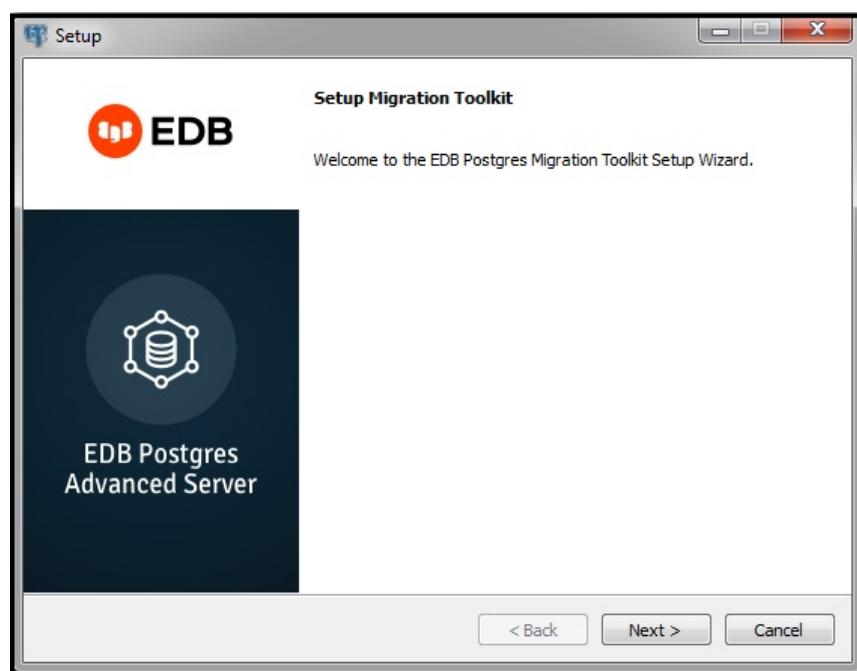 Setup
EDB
Setup Migration Toolkit
Welcome to the EDB Postgres Migration Toolkit Setup Wizard.
EDB Postgres
Advanced Server
< Back
Next >
Cancel